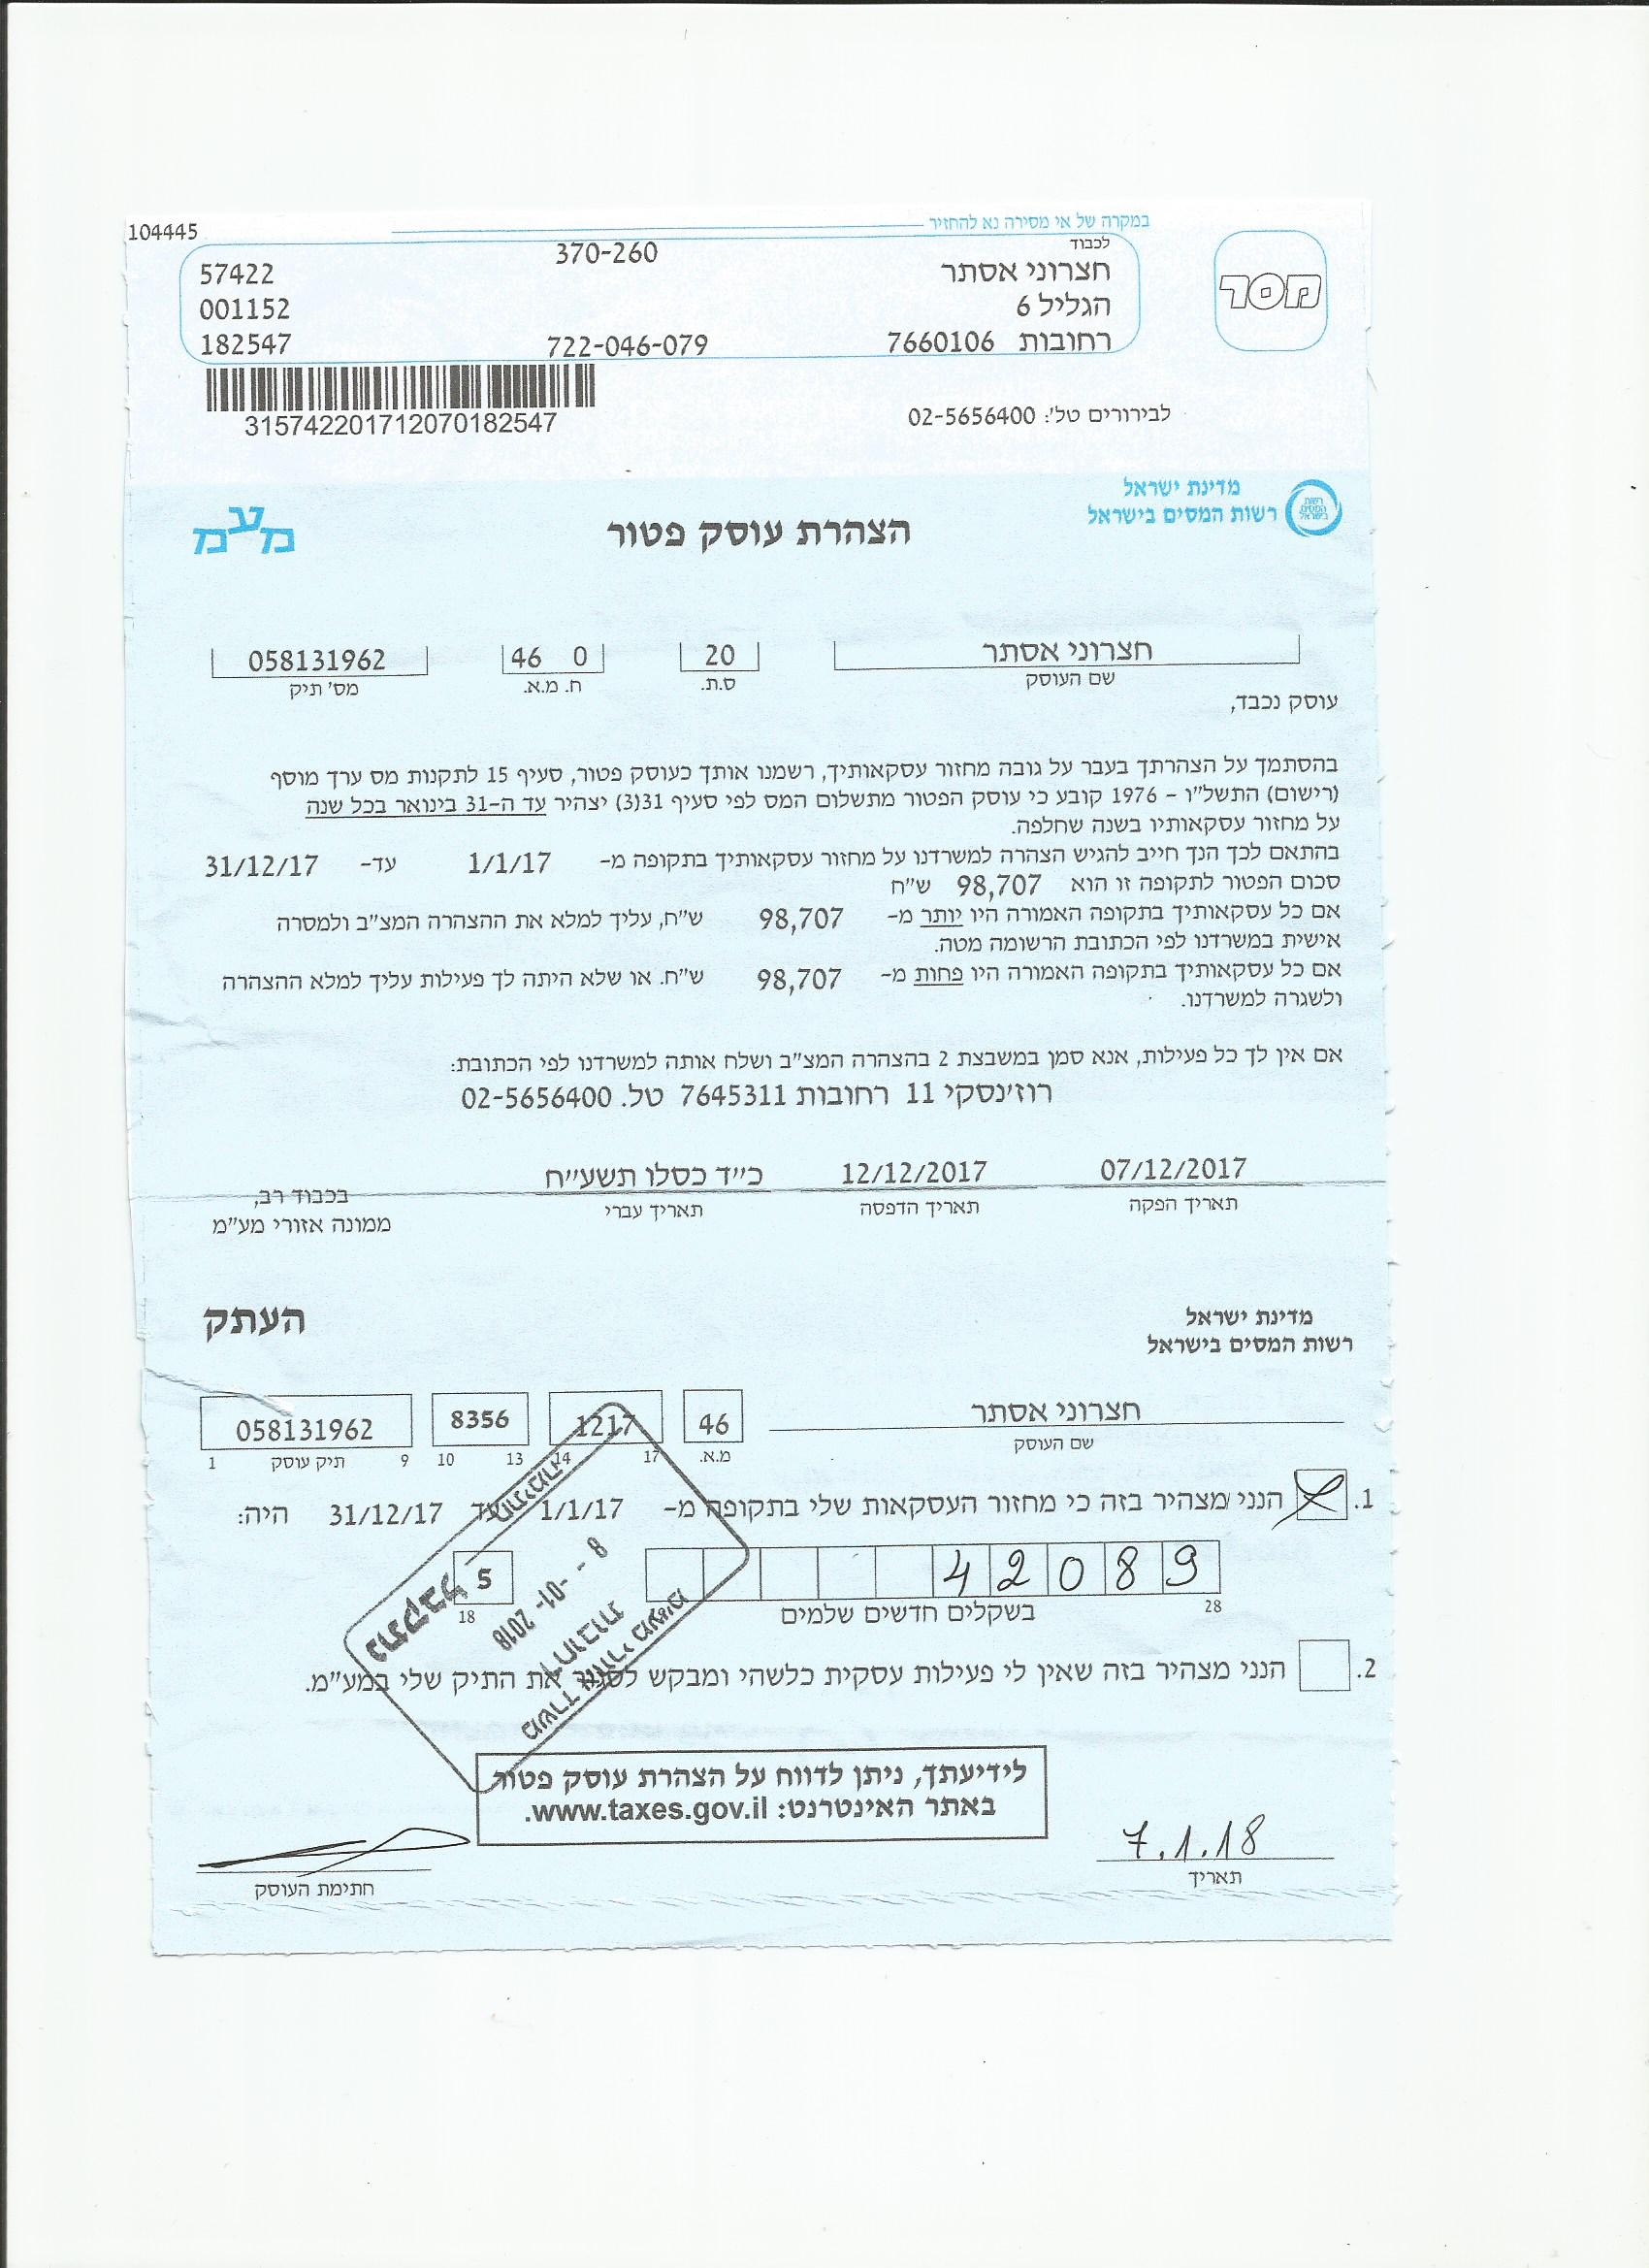 במקרה של אי מסירה נא להחזיר
104445
לכבוד
370-260
חצרוני אסתר 57422
הגליל 6 001152
רחובות 7660106 722-046-079 182547
מסר
315742201712070182547
לבירורים טל': 02-5656400
מדינת ישראל
רשות המסים בישראל
רשות המסים בישראל
מעמ
הצהרת עוסק פטור
חצרוני אסתר 20 46 0 058131962
שם העוסק ס.ת. ח. מ.א. מס' תיק
עוסק נכבד,
בהסתמך על הצהרתך בעבר על גובה מחזור עסקאותיך, רשמנו אותך כעוסק פטור, סעיף 15 לתקנות מס ערך מוסף
(רישום) התשל"ו – 1976 קובע כי עוסק הפטור מתשלום המס לפי סעיף 31(3) יצהיר עד ה-31 בינואר בכל שנה
על מחזור עסקאותיו בשנה שחלפה.
בהתאם לכך הנך חייב להגיש הצהרה למשרדנו על מחזור עסקאותיך בתקופה מ- 1/1/17 עד- 31/12/17
סכום הפטור לתקופה זו הוא 98,707 ש"ח
אם כל עסקאותיך בתקופה האמורה היו יותר מ- 98,707 ש"ח, עליך למלא את ההצהרה המצ"ב ולמסרה
אישית במשרדנו לפי הכתובת הרשומה מטה.
אם כל עסקאותיך בתקופה האמורה היו פחות מ- 98,707 ש"ח. או שלא היתה לך פעילות עליך למלא ההצהרה
ולשגרה למשרדנו.
אם אין לך כל פעילות, אנא סמן במשבצת 2 בהצהרה המצ"ב ושלח אותה למשרדנו לפי הכתובת:
רוז'נסקי 11 רחובות 7645311 טל. 02-5656400
07/12/2017 12/12/2017 כ"ד כסלו תשע"ח
תאריך הפקה תאריך הדפסה תאריך עברי
בכבוד רב,
ממונה אזורי מע"מ
מדינת ישראל
רשות המסים בישראל
העתק
חצרוני אסתר 46 1217 8356 058131962
שם העוסק מ.א. 17 14 13 10 9 תיק עוסק 1
1. הנני מצהיר בזה כי מחזור העסקאות שלי בתקופה מ- 1/1/17 עד 31/12/17 היה:
42089
5
28 בשקלים חדשים שלמים 18
נתקבל
8 -01- 2018
משרד אזורי מע"מ
רחובות
2. הנני מצהיר בזה שאין לי פעילות עסקית כלשהי ומבקש לסגור את התיק שלי במע"מ.
לידיעתך, ניתן לדווח על הצהרת עוסק פטור
באתר האינטרנט: www.taxes.gov.il.
7.1.18
תאריך
חתימת העוסק